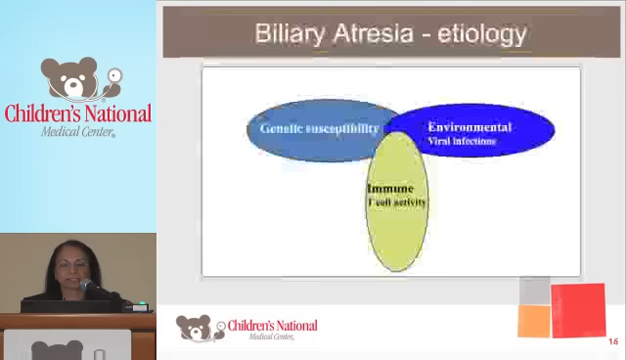 Biliary Atresia - etiology
Children's National
Medical Center
Genetic susceptibility
Environmental
Viral infections
Immune
T cell activity
Children's National
Medical Center
16